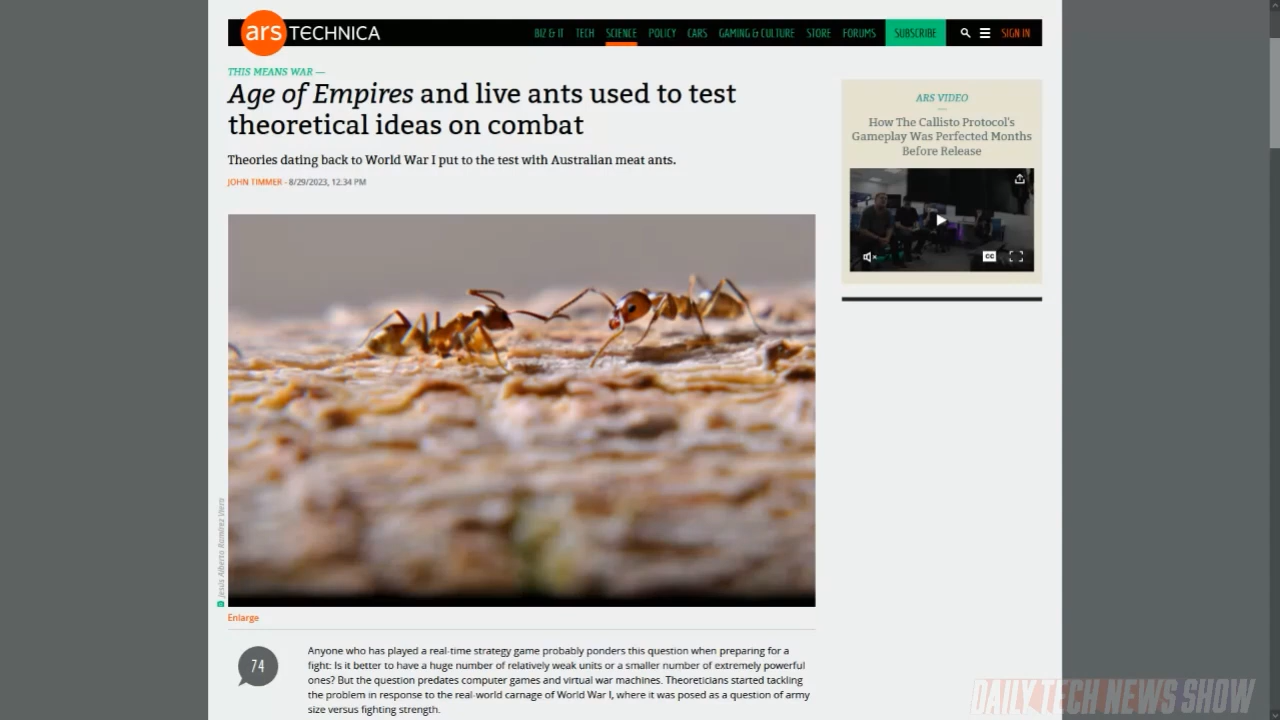 ars TECHNICA
BIZ & IT TECH SCIENCE POLICY CARS GAMING & CULTURE STORE FORUMS SUBSCRIBE SIGN IN
THIS MEANS WAR —
Age of Empires and live ants used to test
theoretical ideas on combat
Theories dating back to World War I put to the test with Australian meat ants.
JOHN TIMMER - 8/29/2023, 12:34 PM
ARS VIDEO
How The Callisto Protocol's
Gameplay Was Perfected Months
Before Release
CC
Enlarge
74
Anyone who has played a real-time strategy game probably ponders this question when preparing for a
fight: Is it better to have a huge number of relatively weak units or a smaller number of extremely powerful
ones? But the question predates computer games and virtual war machines. Theoreticians started tackling
the problem in response to the real-world carnage of World War I, where it was posed as a question of army
size versus fighting strength.
DAILY TECH NEWS SHOW